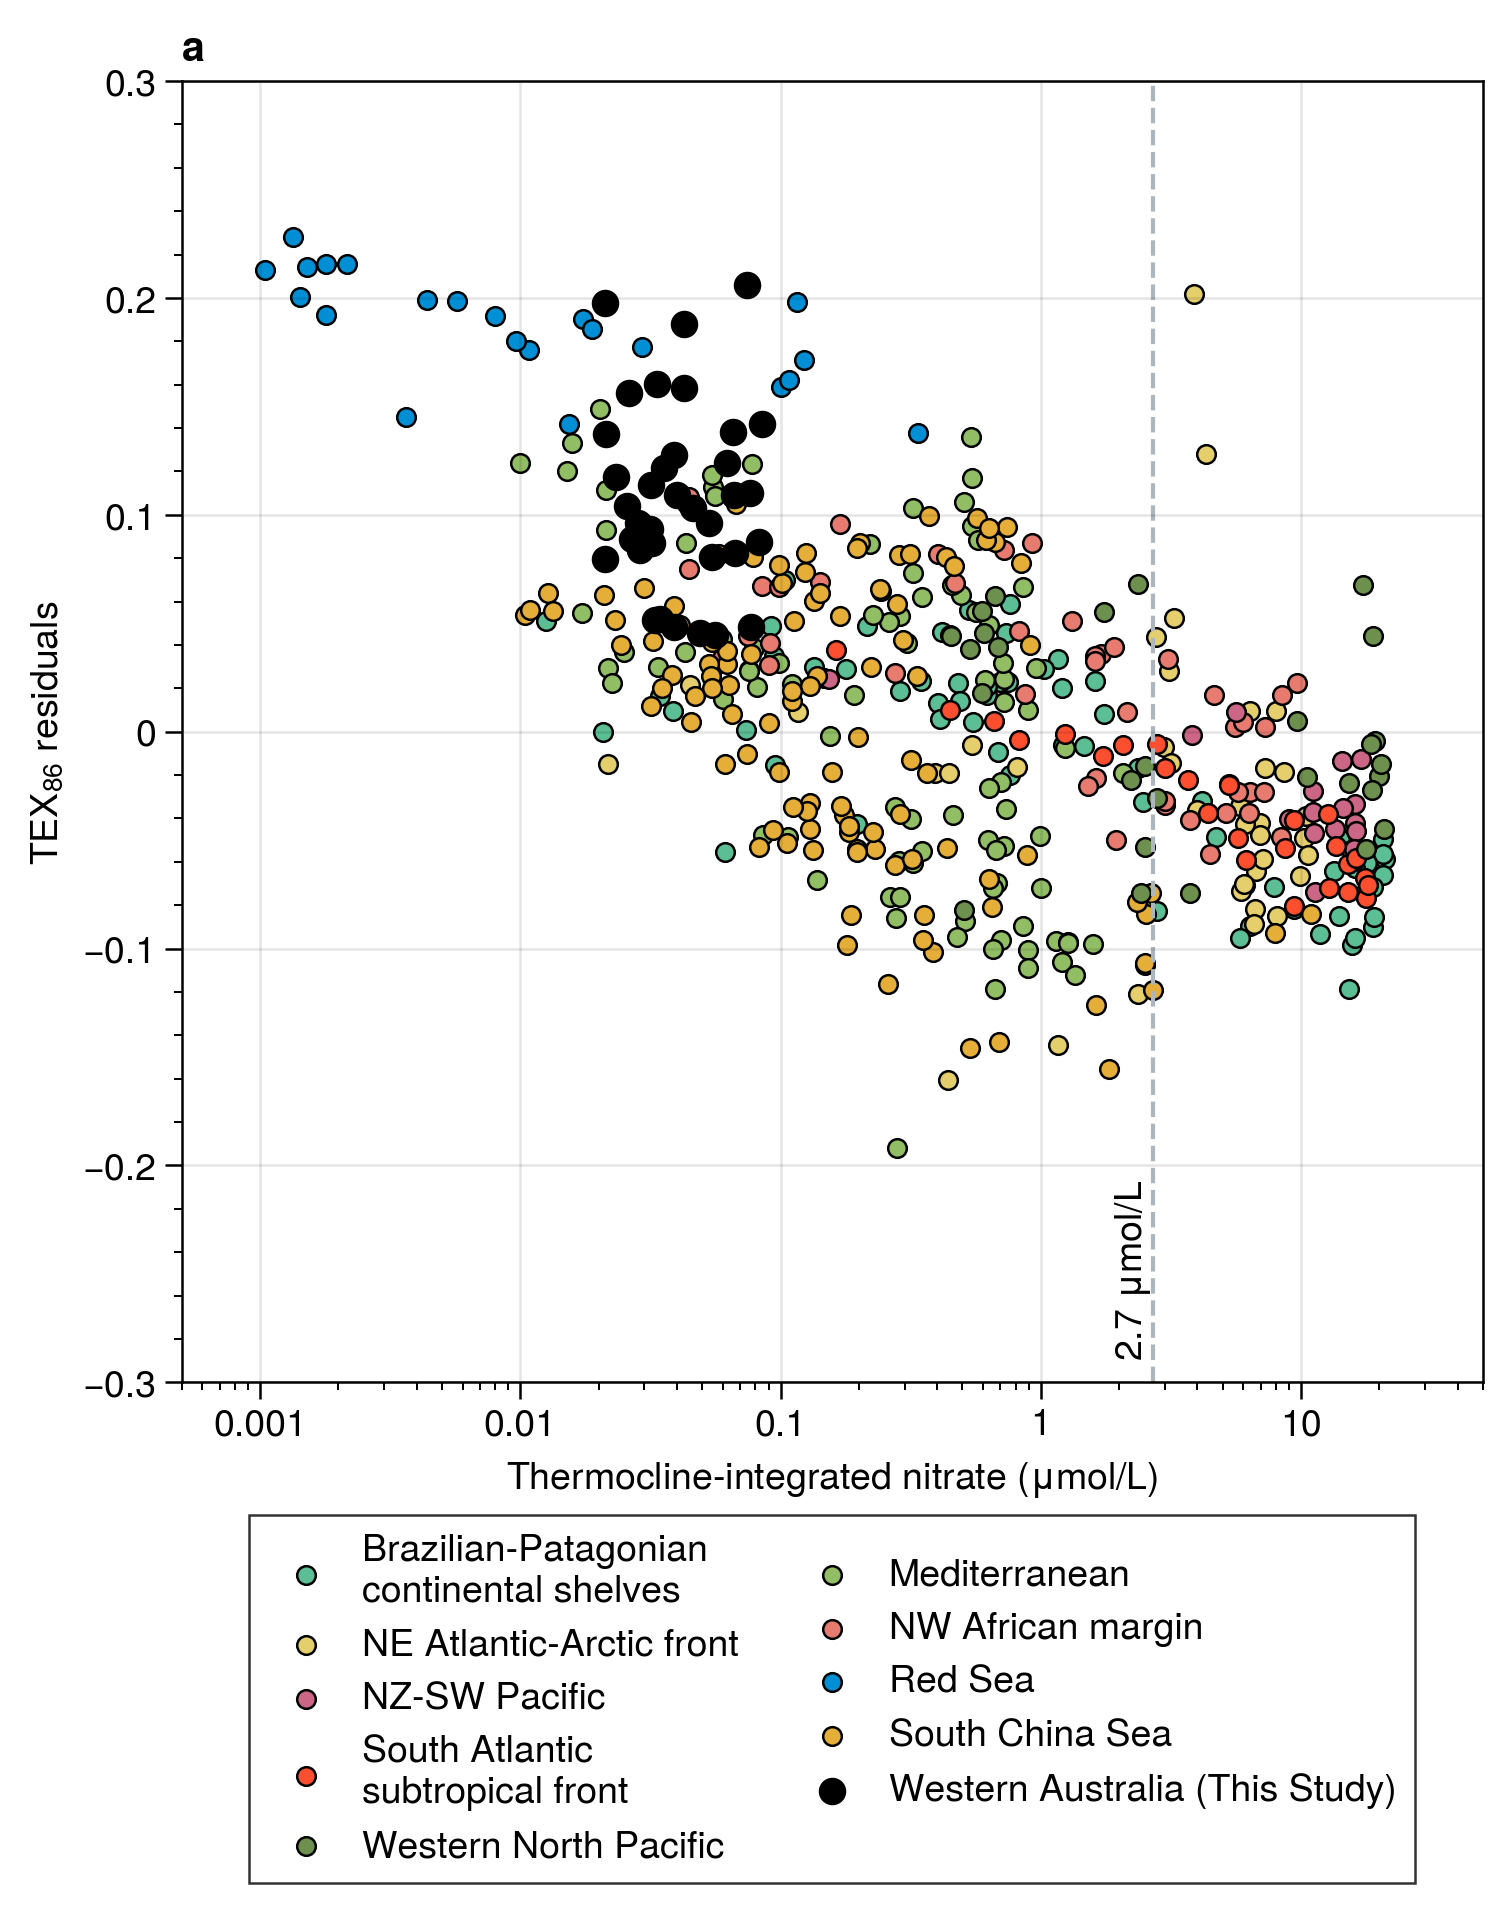 a
0.3
0.2
0.1
0
−0.1
−0.2
−0.3
TEX₈₆ residuals
2.7 μmol/L
0.001
0.01
0.1
1
10
Thermocline-integrated nitrate (μmol/L)
Brazilian-Patagonian
continental shelves
NE Atlantic-Arctic front
NZ-SW Pacific
South Atlantic
subtropical front
Western North Pacific
Mediterranean
NW African margin
Red Sea
South China Sea
Western Australia (This Study)